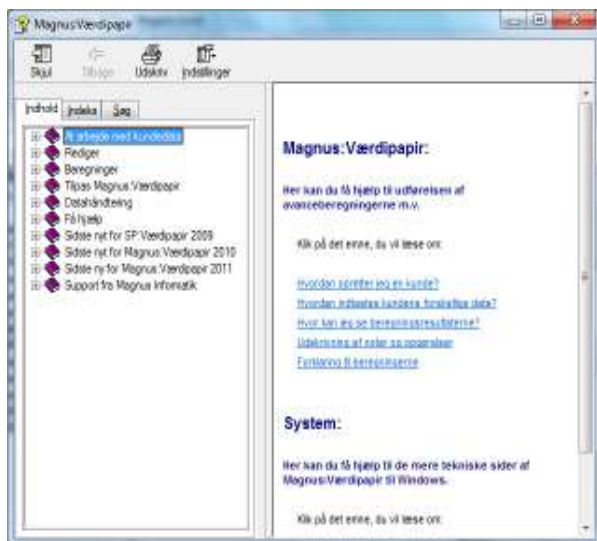 Magnus:Værdipapir
Skjul Tilbage Udskriv Indstillinger
Indhold Indeks Søg
At arbejde med kundedata
Rediger
Beregninger
Tilpas Magnus:Værdipapir
Datahåndtering
Få hjælp
Sidste nyt for SP:Værdipapir 2009
Sidste nyt for Magnus:Værdipapir 2010
Sidste ny for Magnus:Værdipapir 2011
Support fra Magnus Informatik
Magnus:Værdipapir:
Her kan du få hjælp til udførelsen af
avanceberegningerne m.v.
Klik på det emne, du vil læse om:
Hvordan opretter jeg en kunde?
Hvordan indtastes kundens forskellige data?
Hvor kan jeg se beregningsresultaterne?
Udskrivning af noter og opgørelser
Forklaring til beregningerne
System:
Her kan du få hjælp til de mere tekniske sider af
Magnus:Værdipapir til Windows.
Klik på det emne, du vil læse om: